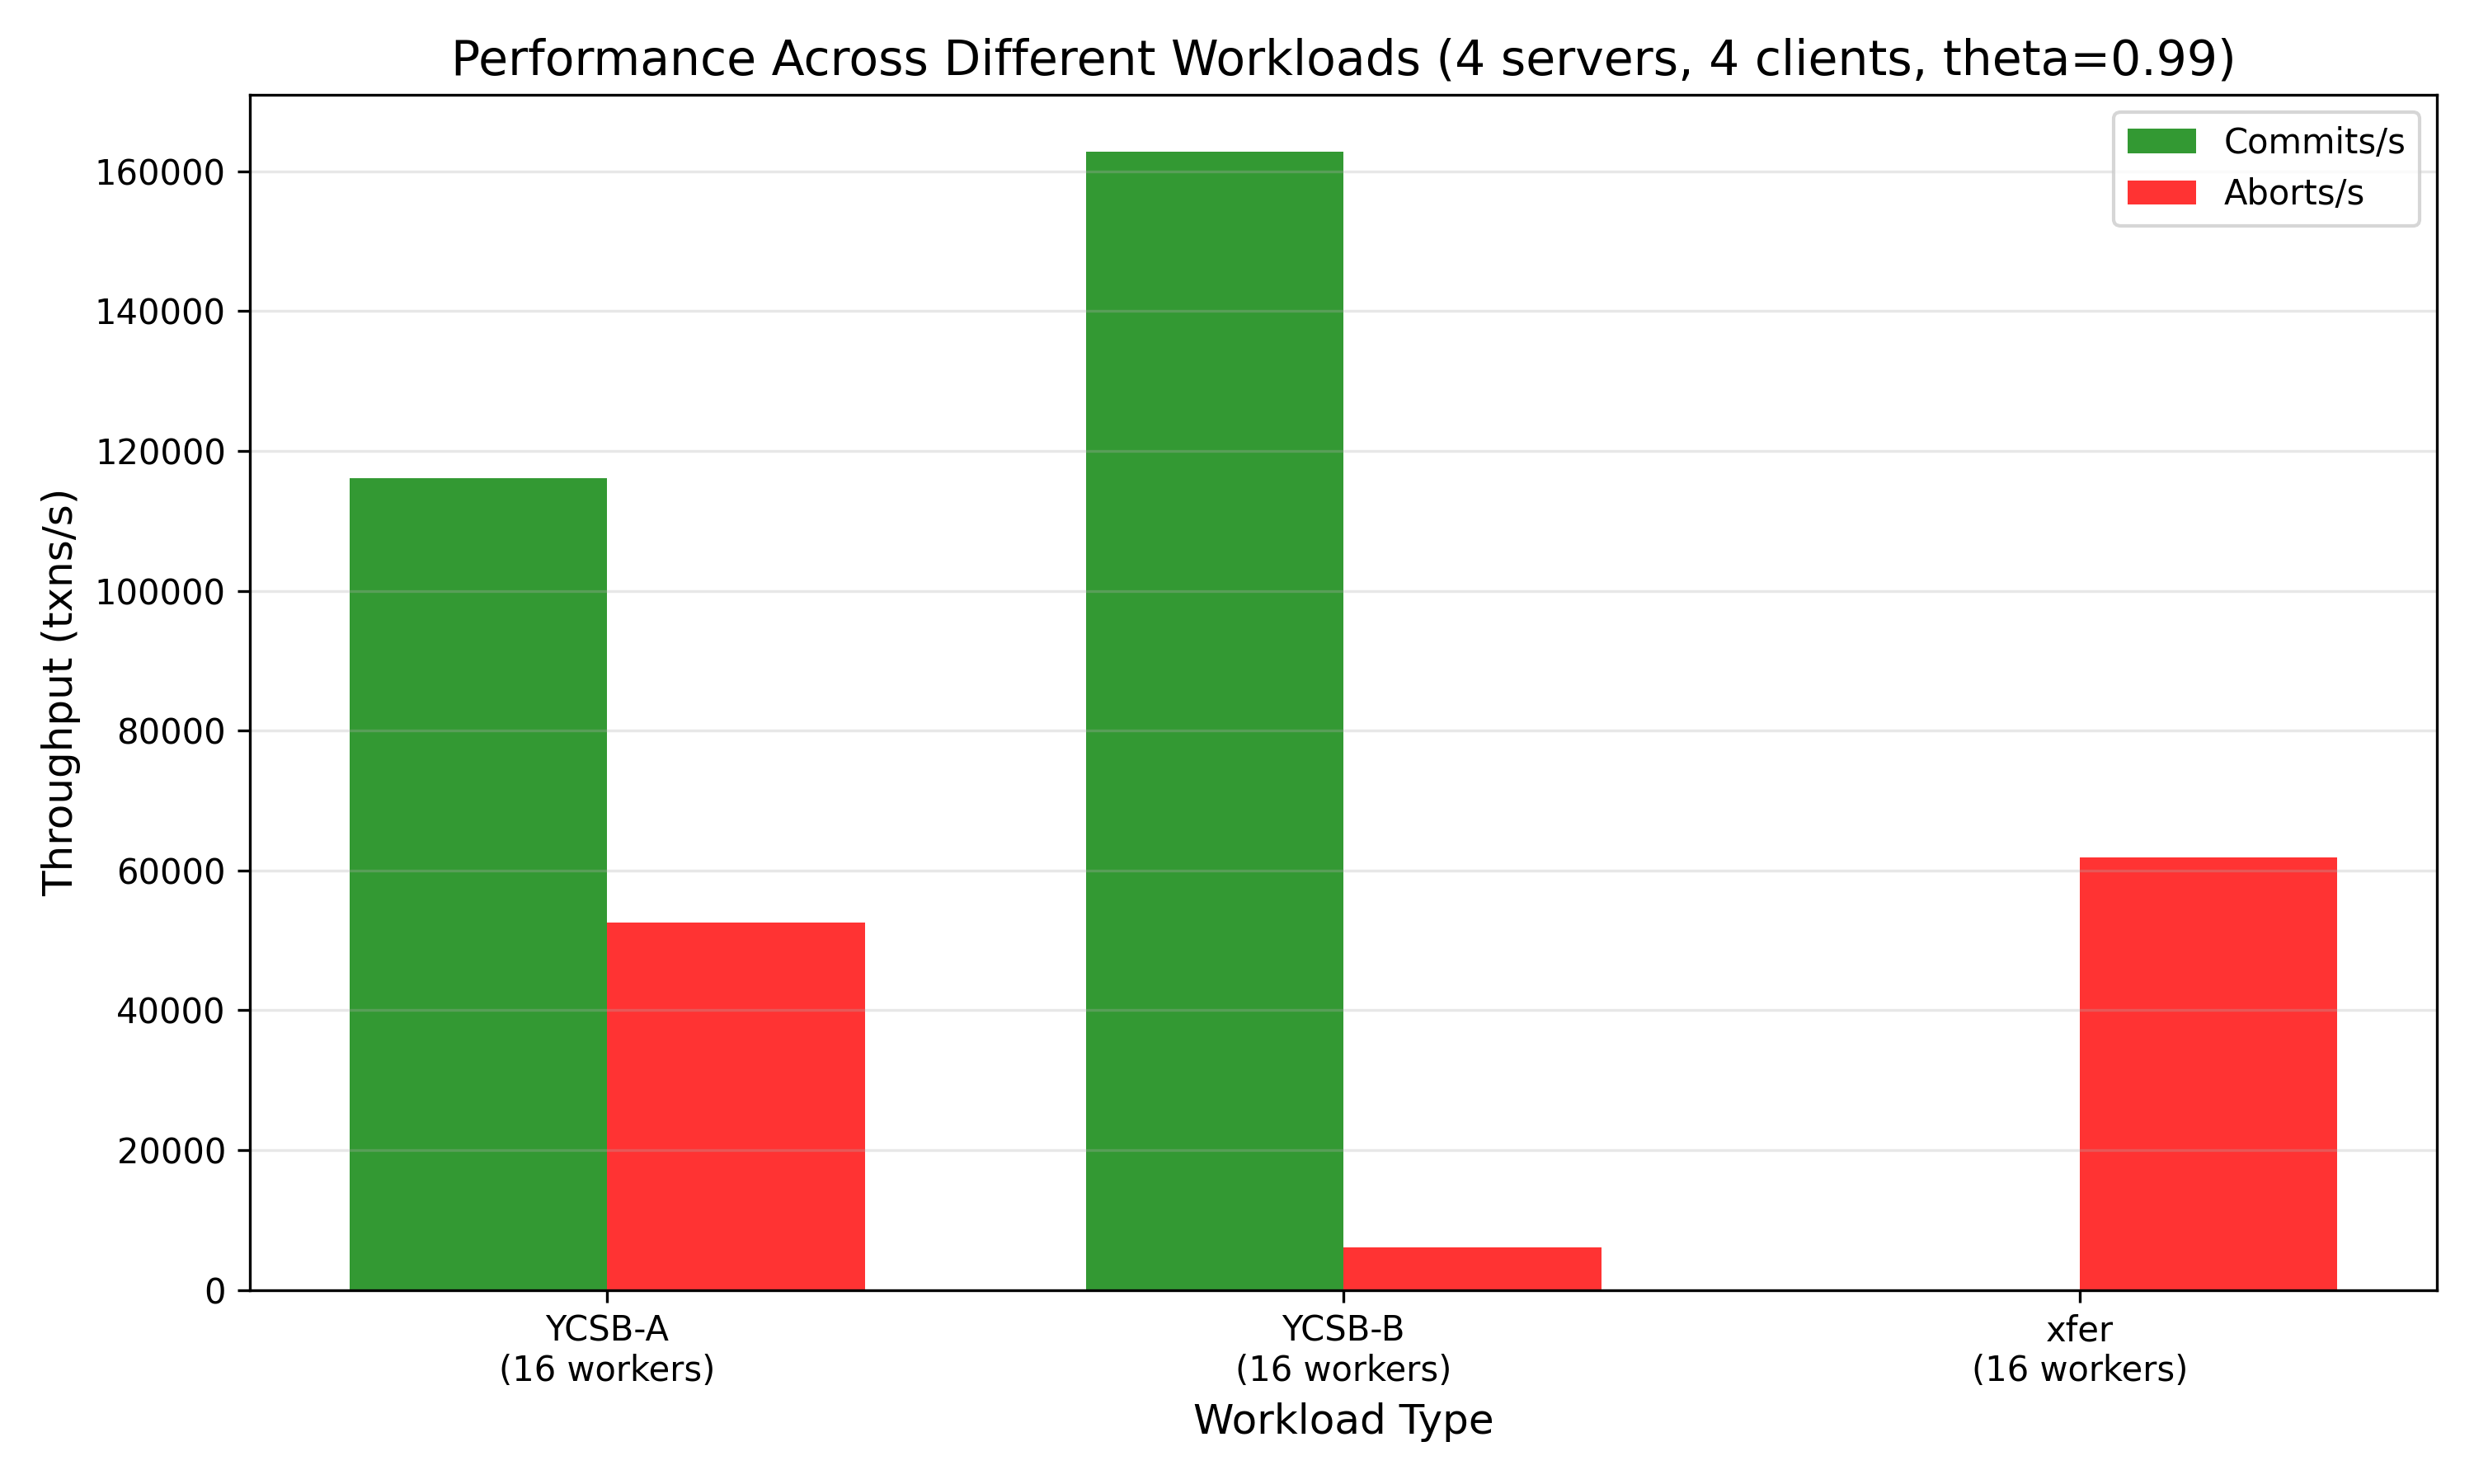 Performance Across Different Workloads (4 servers, 4 clients, theta=0.99)
Commits/s
Aborts/s
Throughput (txns/s)
160000
140000
120000
100000
80000
60000
40000
20000
0
YCSB-A
(16 workers)
YCSB-B
(16 workers)
xfer
(16 workers)
Workload Type